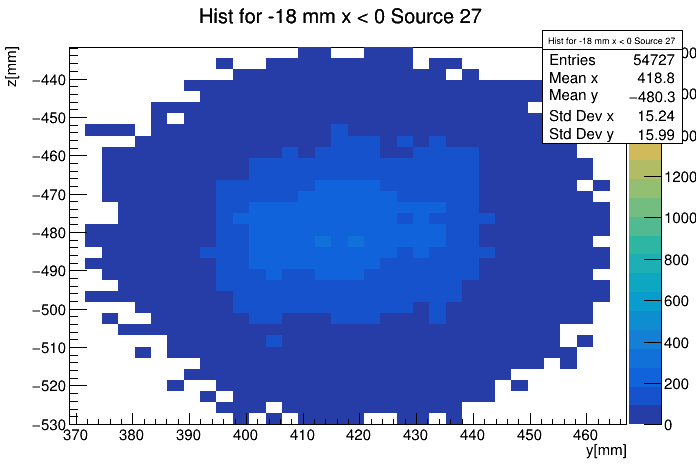 Hist for -18 mm x < 0 Source 27
Hist for -18 mm x < 0 Source 27
Entries 54727
Mean x 418.8
Mean y −480.3
Std Dev x 15.24
Std Dev y 15.99
z[mm]
−440
−450
−460
−470
−480
−490
−500
−510
−520
−530
370 380 390 400 410 420 430 440 450 460
y[mm]
1200
1000
800
600
400
200
0